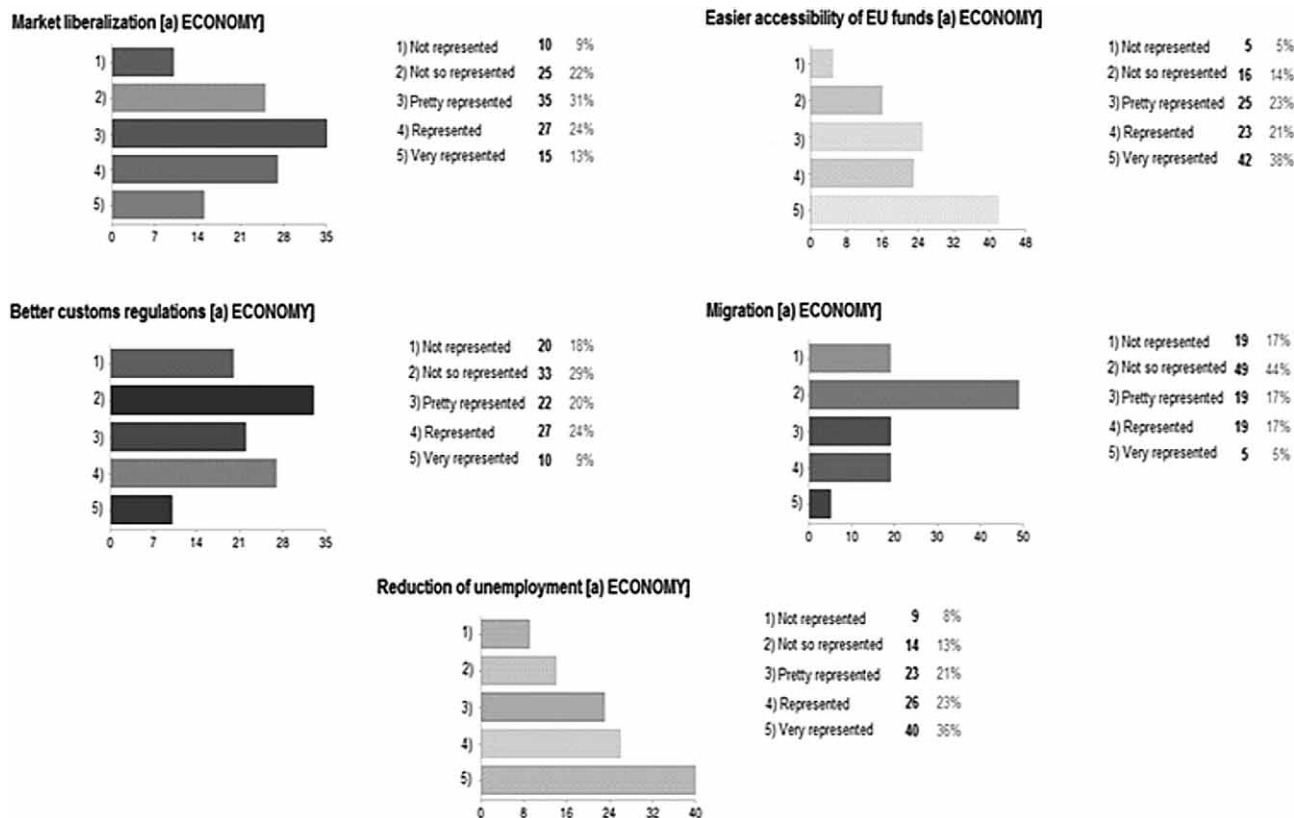 Market liberalization [a) ECONOMY]
1)
2)
3)
4)
5)
0 7 14 21 28 35
1) Not represented 10 9%
2) Not so represented 25 22%
3) Pretty represented 35 31%
4) Represented 27 24%
5) Very represented 15 13%
Easier accessibility of EU funds [a) ECONOMY]
1)
2)
3)
4)
5)
0 8 16 24 32 40 48
1) Not represented 5 5%
2) Not so represented 16 14%
3) Pretty represented 25 23%
4) Represented 23 21%
5) Very represented 42 38%
Better customs regulations [a) ECONOMY]
1)
2)
3)
4)
5)
0 7 14 21 28 35
1) Not represented 20 18%
2) Not so represented 33 29%
3) Pretty represented 22 20%
4) Represented 27 24%
5) Very represented 10 9%
Migration [a) ECONOMY]
1)
2)
3)
4)
5)
0 10 20 30 40 50
1) Not represented 19 17%
2) Not so represented 49 44%
3) Pretty represented 19 17%
4) Represented 19 17%
5) Very represented 5 5%
Reduction of unemployment [a) ECONOMY]
1)
2)
3)
4)
5)
0 8 16 24 32 40
1) Not represented 9 8%
2) Not so represented 14 13%
3) Pretty represented 23 21%
4) Represented 26 23%
5) Very represented 40 36%